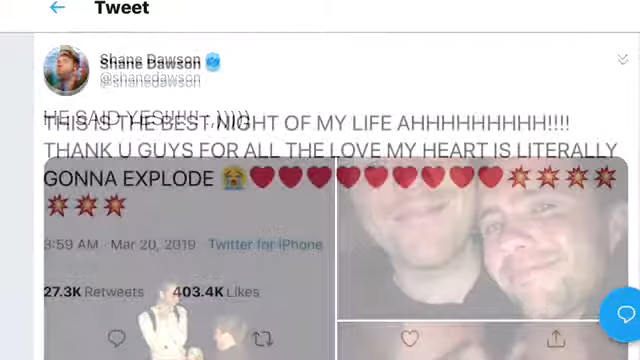 Tweet
Shane Dawson
@shanedawson
HE SAID YES!!!!!! :,)))))
THIS IS THE BEST NIGHT OF MY LIFE AHHHHHHHHH!!!!
THANK U GUYS FOR ALL THE LOVE MY HEART IS LITERALLY
GONNA EXPLODE 😭❤️❤️❤️❤️❤️❤️❤️❤️❤️💥💥💥💥
💥💥💥
3:59 AM · Mar 20, 2019 · Twitter for iPhone
27.3K Retweets 403.4K Likes